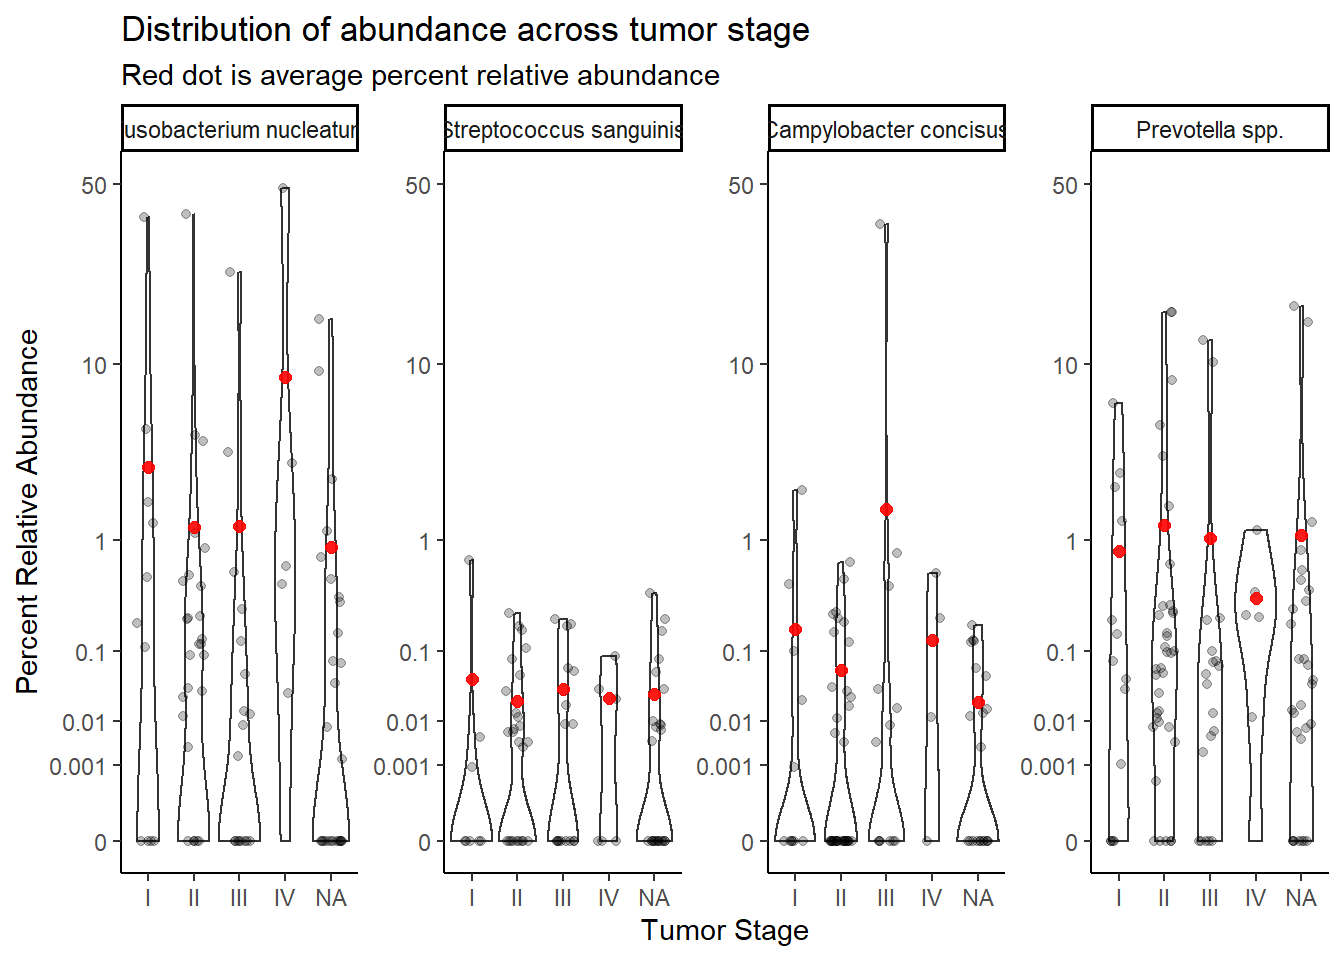 Distribution of abundance across tumor stage
Red dot is average percent relative abundance
usobacterium nucleatum
Streptococcus sanguinis
Campylobacter concisus
Prevotella spp.
Percent Relative Abundance
50
10
1
0.1
0.01
0.001
0
50
10
1
0.1
0.01
0.001
0
50
10
1
0.1
0.01
0.001
0
50
10
1
0.1
0.01
0.001
0
I II III IV NA
I II III IV NA
I II III IV NA
I II III IV NA
Tumor Stage